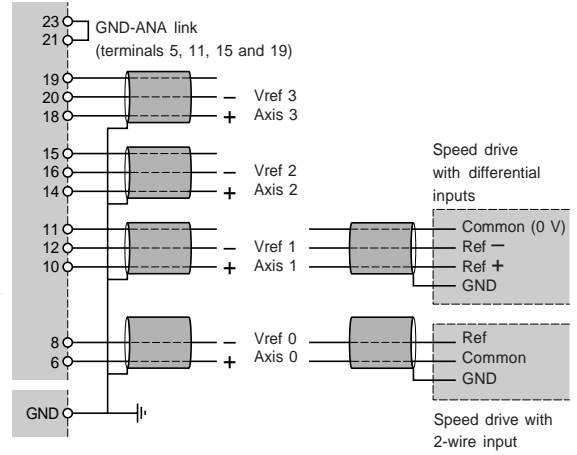 23
21
GND-ANA link
(terminals 5, 11, 15 and 19)
19
20 − Vref 3
18 + Axis 3
15
16 − Vref 2
14 + Axis 2
Speed drive
with differential
inputs
11 Common (0 V)
12 − Vref 1 Ref −
10 + Axis 1 Ref +
GND
8 − Vref 0 Ref
6 + Axis 0 Common
GND
GND
Speed drive with
2-wire input